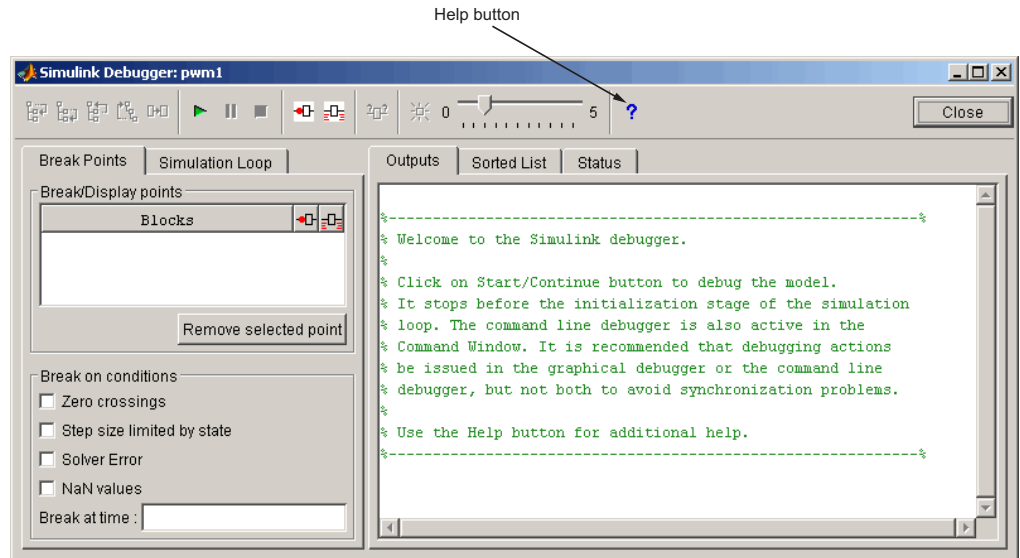 Help button
Simulink Debugger: pwm1
0 5 ? Close
Break Points Simulation Loop
Break/Display points
Blocks
Remove selected point
Break on conditions
Zero crossings
Step size limited by state
Solver Error
NaN values
Break at time :
Outputs Sorted List Status
%------------------------------------------------------------%
% Welcome to the Simulink debugger.
%
% Click on Start/Continue button to debug the model.
% It stops before the initialization stage of the simulation
% loop. The command line debugger is also active in the
% Command Window. It is recommended that debugging actions
% be issued in the graphical debugger or the command line
% debugger, but not both to avoid synchronization problems.
%
% Use the Help button for additional help.
%------------------------------------------------------------%